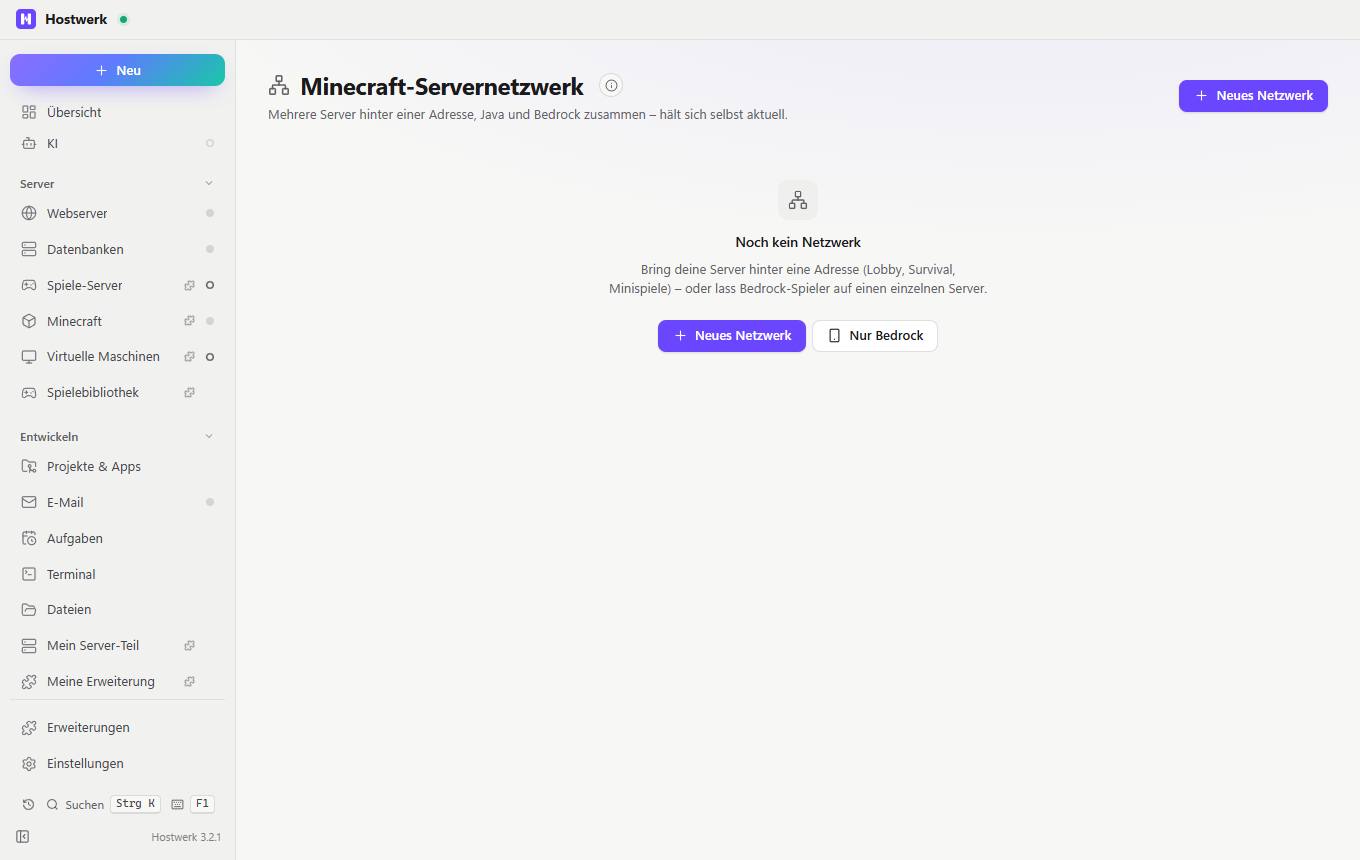 Hostwerk
Neu
Übersicht
KI
Server
Webserver
Datenbanken
Spiele-Server
Minecraft
Virtuelle Maschinen
Spielebibliothek
Entwickeln
Projekte & Apps
E-Mail
Aufgaben
Terminal
Dateien
Mein Server-Teil
Meine Erweiterung
Erweiterungen
Einstellungen
Suchen Strg K F1
Hostwerk 3.2.1
Minecraft-Servernetzwerk
Mehrere Server hinter einer Adresse, Java und Bedrock zusammen – hält sich selbst aktuell.
Neues Netzwerk
Noch kein Netzwerk
Bring deine Server hinter eine Adresse (Lobby, Survival,
Minispiele) – oder lass Bedrock-Spieler auf einen einzelnen Server.
Neues Netzwerk
Nur Bedrock